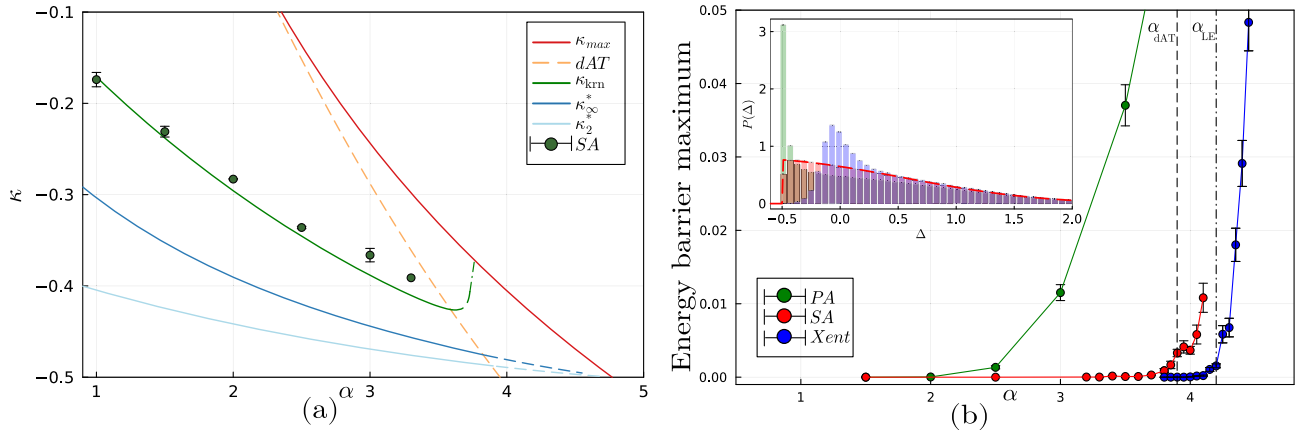 −0.1
−0.2
−0.3
−0.4
−0.5
κ
1
2
3
4
5
α
(a)
κmax
dAT
κkrn
κ*∞
κ*2
SA
Energy barrier maximum
0.05
0.04
0.03
0.02
0.01
0.00
1
2
3
4
α
(b)
αdAT
αLE
P(Δ)
3
2
1
0
−0.5
0.0
0.5
1.0
1.5
2.0
Δ
PA
SA
Xent